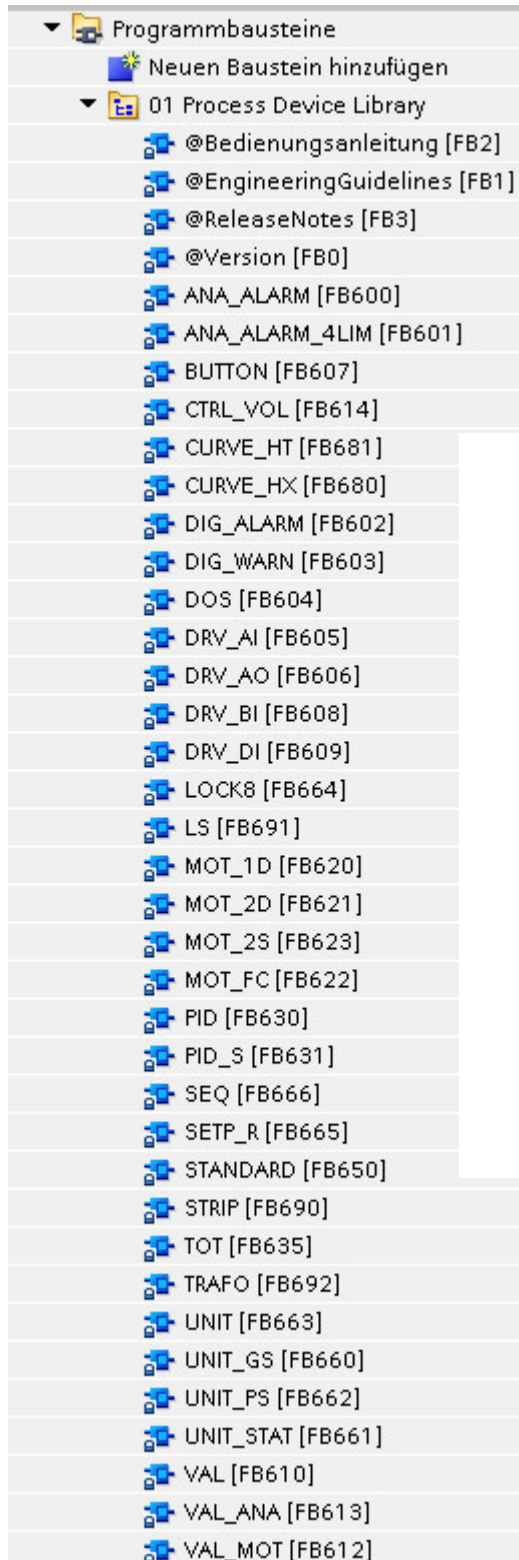 Programmbausteine
Neuen Baustein hinzufügen
01 Process Device Library
@Bedienungsanleitung [FB2]
@EngineeringGuidelines [FB1]
@ReleaseNotes [FB3]
@Version [FB0]
ANA_ALARM [FB600]
ANA_ALARM_4LIM [FB601]
BUTTON [FB607]
CTRL_VOL [FB614]
CURVE_HT [FB681]
CURVE_HX [FB680]
DIG_ALARM [FB602]
DIG_WARN [FB603]
DOS [FB604]
DRV_AI [FB605]
DRV_AO [FB606]
DRV_BI [FB608]
DRV_DI [FB609]
LOCK8 [FB664]
LS [FB691]
MOT_1D [FB620]
MOT_2D [FB621]
MOT_2S [FB623]
MOT_FC [FB622]
PID [FB630]
PID_S [FB631]
SEQ [FB666]
SETP_R [FB665]
STANDARD [FB650]
STRIP [FB690]
TOT [FB635]
TRAFO [FB692]
UNIT [FB663]
UNIT_GS [FB660]
UNIT_PS [FB662]
UNIT_STAT [FB661]
VAL [FB610]
VAL_ANA [FB613]
VAL_MOT [FB612]